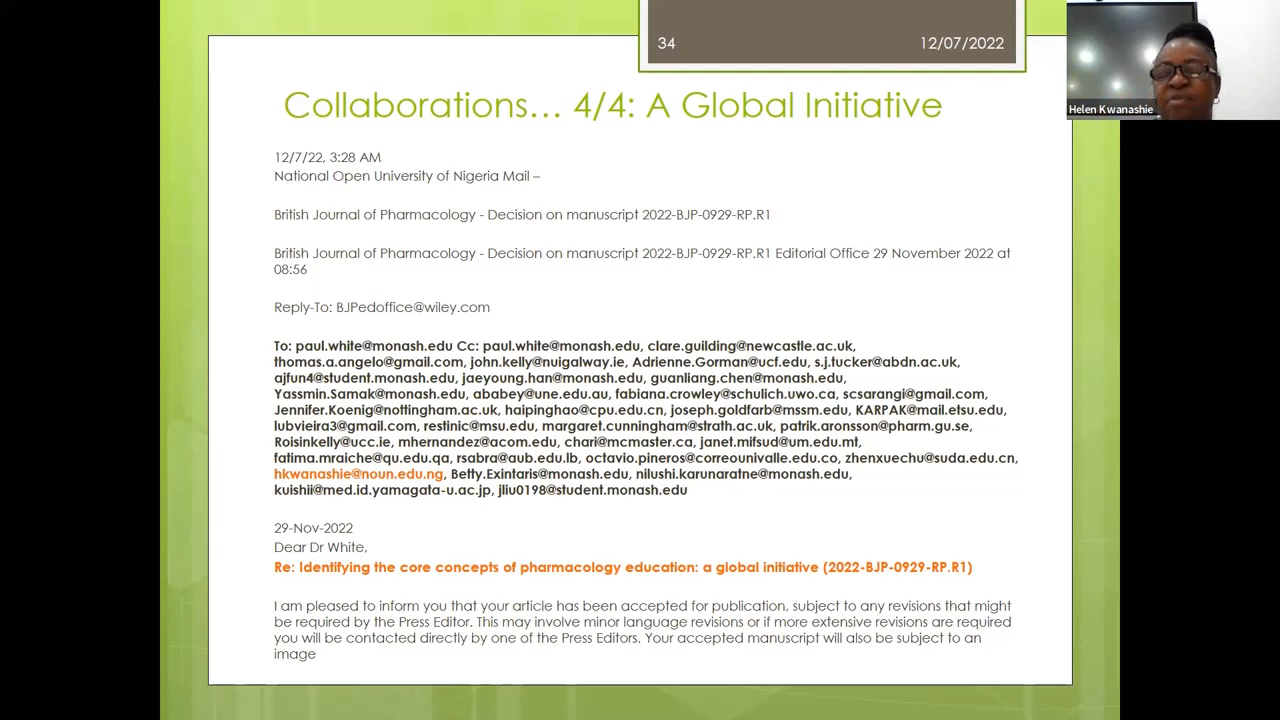 34
12/07/2022
Helen Kwanashie
Collaborations… 4/4: A Global Initiative
12/7/22, 3:28 AM
National Open University of Nigeria Mail –
British Journal of Pharmacology - Decision on manuscript 2022-BJP-0929-RP.R1
British Journal of Pharmacology - Decision on manuscript 2022-BJP-0929-RP.R1 Editorial Office 29 November 2022 at
08:56
Reply-To: BJPedoffice@wiley.com
To: paul.white@monash.edu Cc: paul.white@monash.edu, clare.guilding@newcastle.ac.uk,
thomas.a.angelo@gmail.com, john.kelly@nuigalway.ie, Adrienne.Gorman@ucf.edu, s.j.tucker@abdn.ac.uk,
ajfun4@student.monash.edu, jaeyoung.han@monash.edu, guanliang.chen@monash.edu,
Yassmin.Samak@monash.edu, ababey@une.edu.au, fabiana.crowley@schulich.uwo.ca, scsarangi@gmail.com,
Jennifer.Koenig@nottingham.ac.uk, haipinghao@cpu.edu.cn, joseph.goldfarb@mssm.edu, KARPAK@mail.etsu.edu,
lubvieira3@gmail.com, restinic@msu.edu, margaret.cunningham@strath.ac.uk, patrik.aronsson@pharm.gu.se,
Roisinkelly@ucc.ie, mhernandez@acom.edu, chari@mcmaster.ca, janet.mifsud@um.edu.mt,
fatima.mraiche@qu.edu.qa, rsabra@aub.edu.lb, octavio.pineros@correounivalle.edu.co, zhenxuechu@suda.edu.cn,
hkwanashie@noun.edu.ng, Betty.Exintaris@monash.edu, nilushi.karunaratne@monash.edu,
kuishii@med.id.yamagata-u.ac.jp, jliu0198@student.monash.edu
29-Nov-2022
Dear Dr White,
Re: Identifying the core concepts of pharmacology education: a global initiative (2022-BJP-0929-RP.R1)
I am pleased to inform you that your article has been accepted for publication, subject to any revisions that might
be required by the Press Editor. This may involve minor language revisions or if more extensive revisions are required
you will be contacted directly by one of the Press Editors. Your accepted manuscript will also be subject to an
image